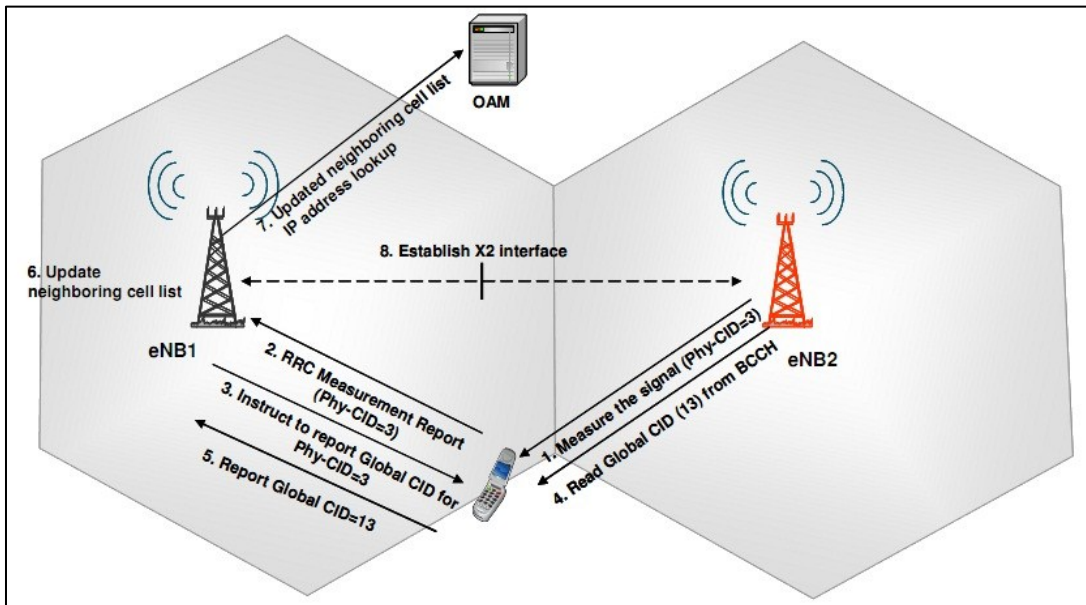 OAM
7. Updated neighboring cell list
IP address lookup
8. Establish X2 interface
6. Update
neighboring cell list
eNB1
eNB2
2. RRC Measurement Report
(Phy-CID=3)
3. Instruct to report Global CID for
Phy-CID=3
5. Report Global CID=13
1. Measure the signal (Phy-CID=3)
4. Read Global CID (13) from BCCH